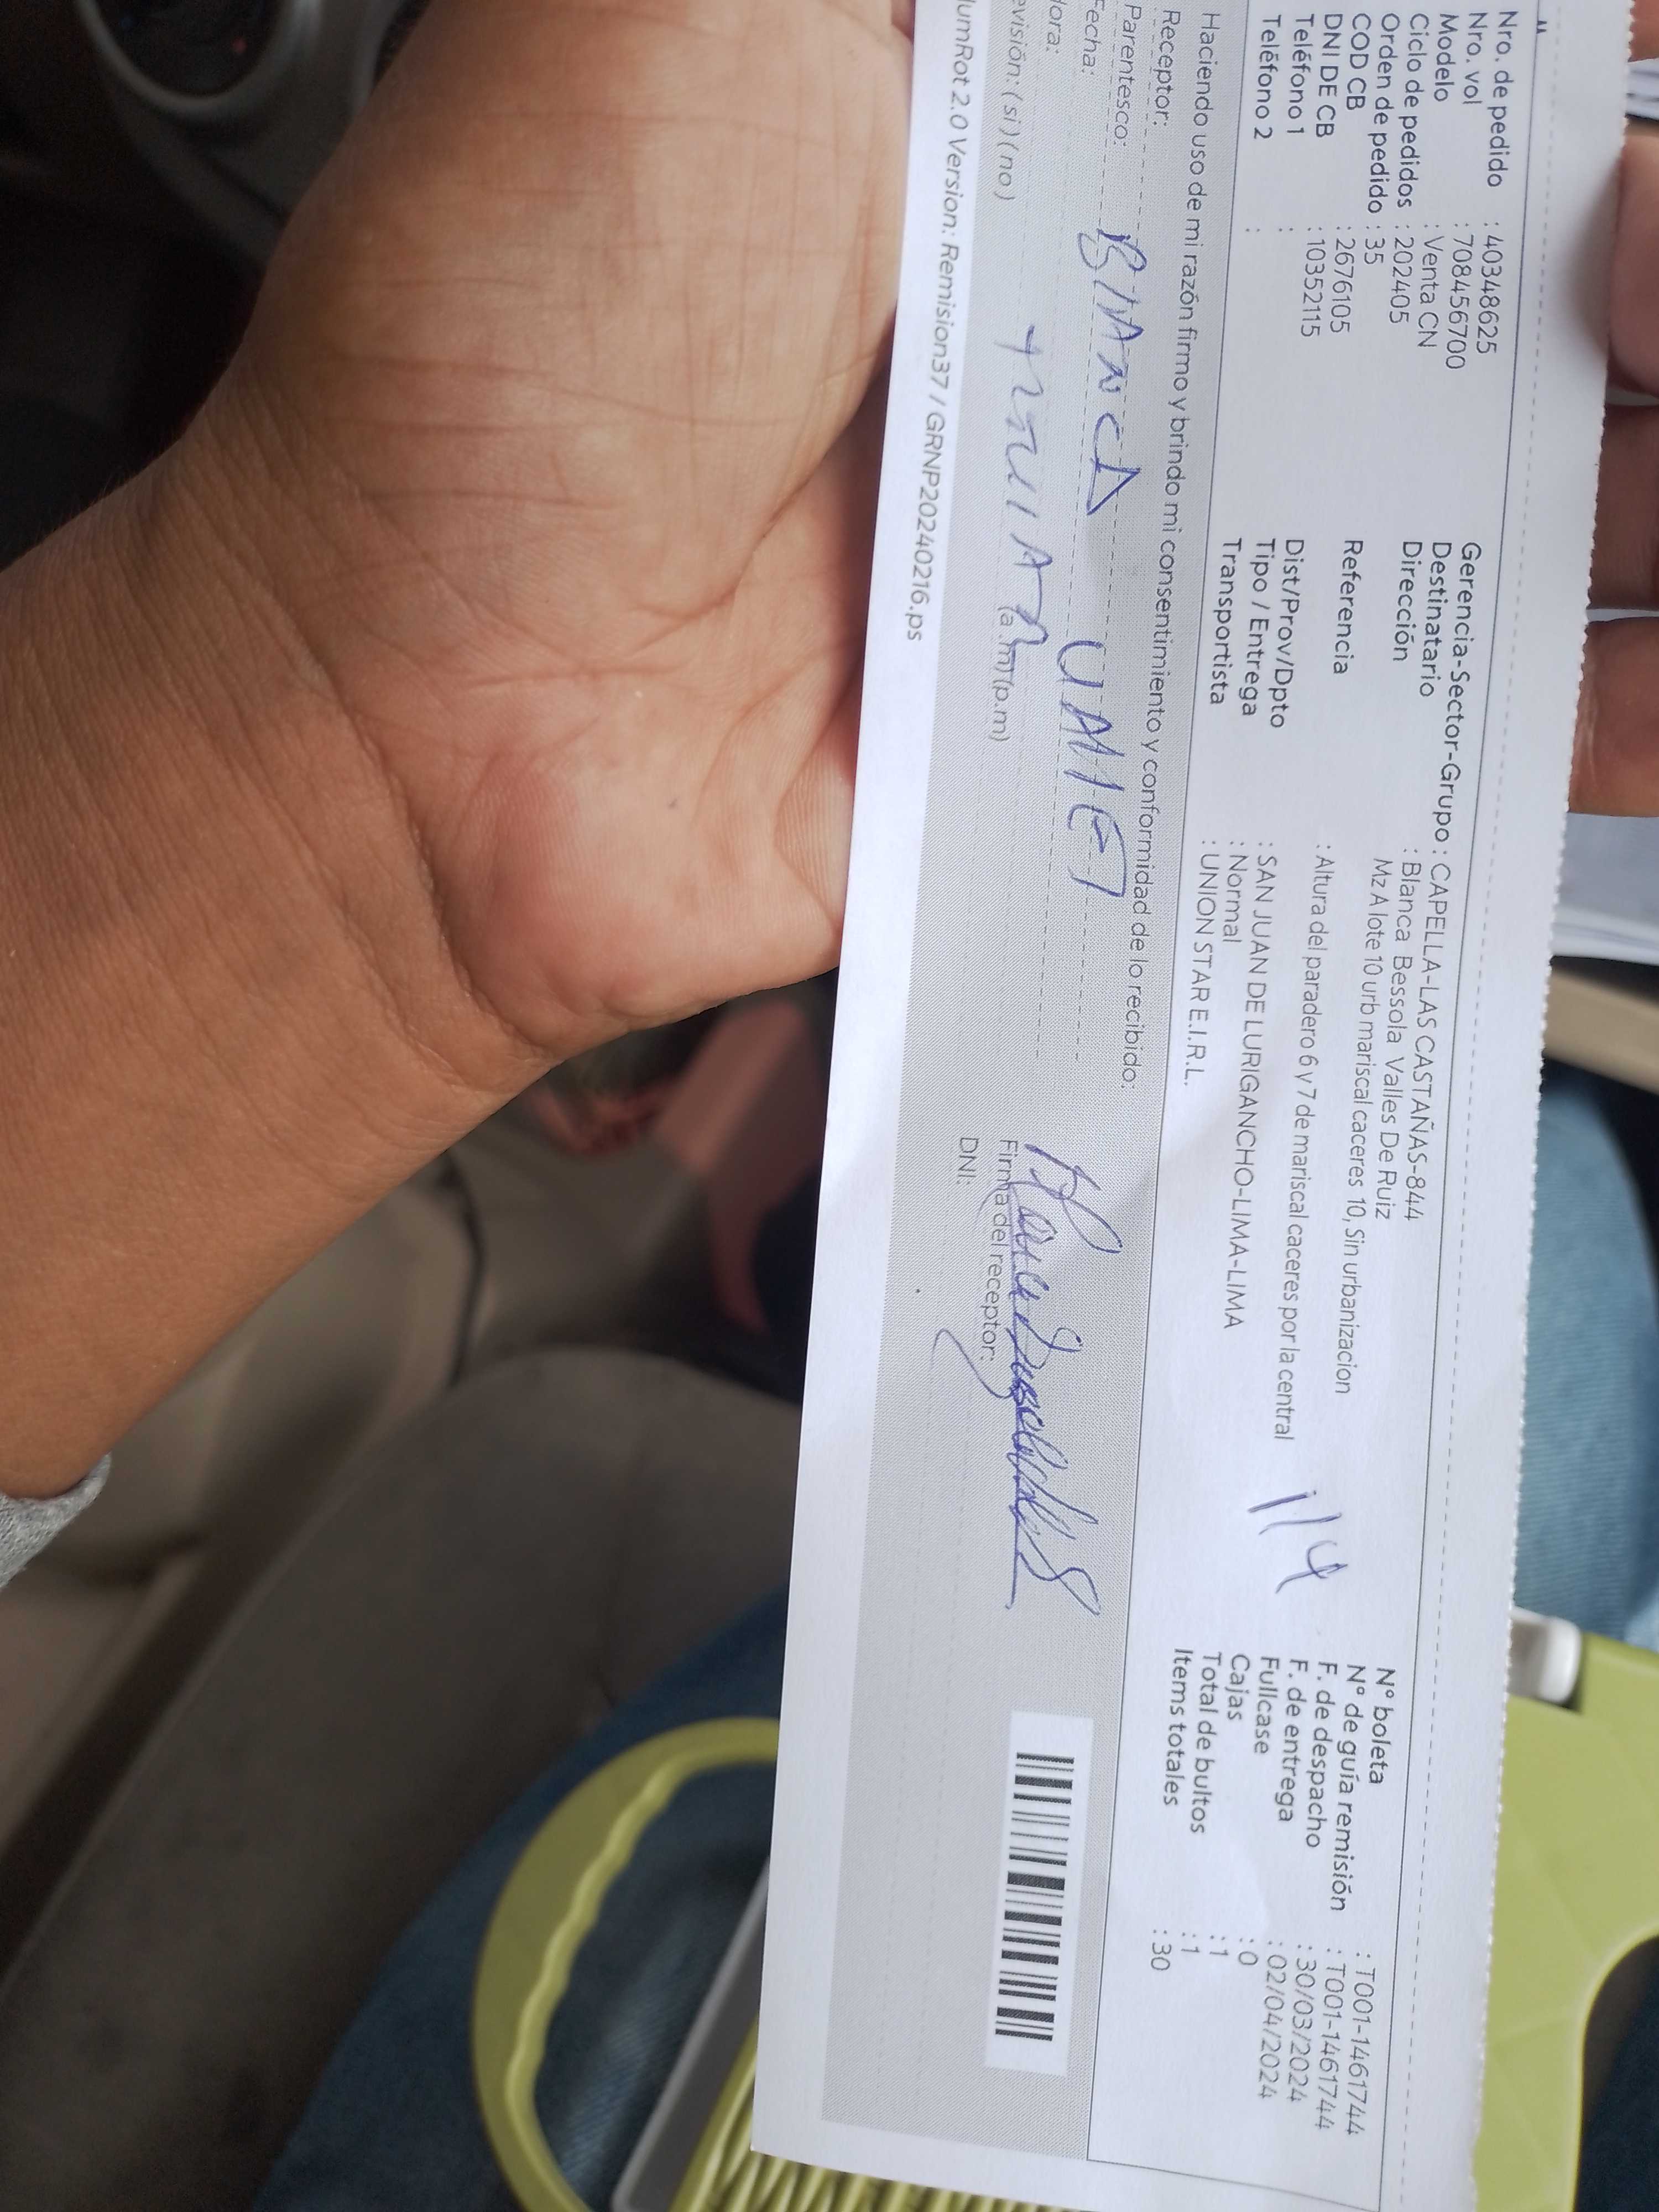 Nro. de pedido : 40348625
Nro. vol : 708456700
Modelo : Venta CN
Ciclo de pedidos : 202405
Orden de pedido : 35
COD CB : 2676105
DNI DE CB : 10352115
Teléfono 1 :
Teléfono 2 :
Gerencia-Sector-Grupo : CAPELLA-LAS CASTAÑAS-844
Destinatario : Blanca Bessola Valles De Ruiz
Dirección Mz A lote 10 urb mariscal caceres 10, Sin urbanizacion
Referencia : Altura del paradero 6 y 7 de mariscal caceres por la central
Dist/Prov/Dpto : SAN JUAN DE LURIGANCHO-LIMA-LIMA
Tipo / Entrega : Normal
Transportista : UNION STAR E.I.R.L.
1/4
N° boleta : T001-1461744
N° de guía remisión : T001-1461744
F. de despacho : 30/03/2024
F. de entrega : 02/04/2024
Fullcase : 0
Cajas : 1
Total de bultos : 1
Items totales : 30
Haciendo uso de mi razón firmo y brindo mi consentimiento y conformidad de lo recibido:
Receptor:
Parentesco: BlANCA
Fecha:
ora:
(a.m) (p.m)
evisión: (si) (no)
Firma del receptor:
DNI:
umRot 2.0 Version: Remision37 / GRNP20240216.ps